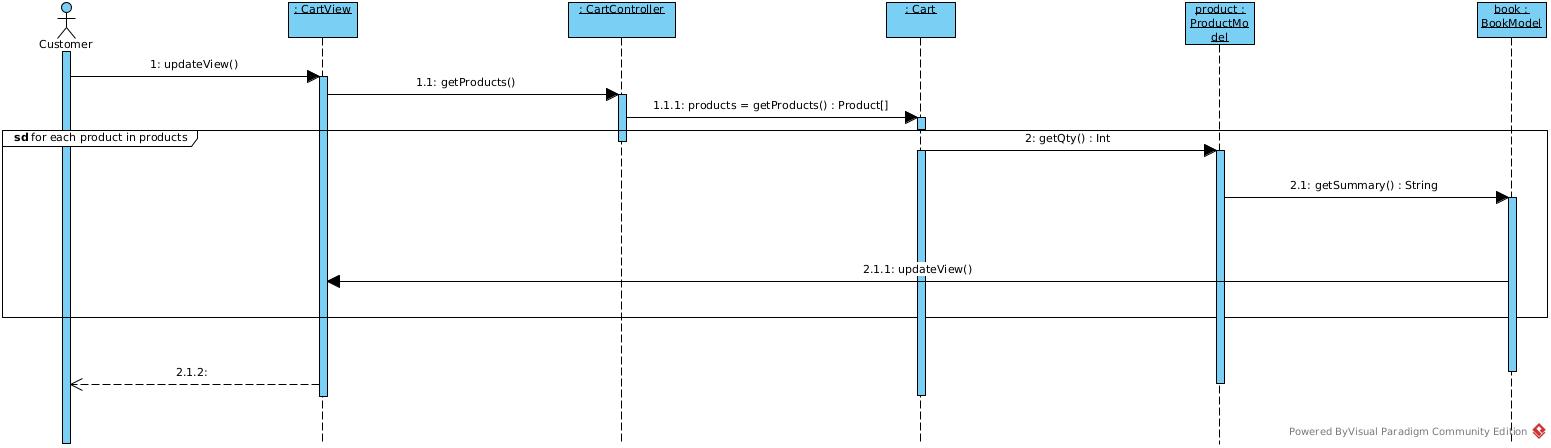 : CartView
: CartController
: Cart
product :
ProductMo
del
book :
BookModel
Customer
1: updateView()
1.1: getProducts()
1.1.1: products = getProducts() : Product[]
sd for each product in products
2: getQty() : Int
2.1: getSummary() : String
2.1.1: updateView()
2.1.2:
Powered ByVisual Paradigm Community Edition